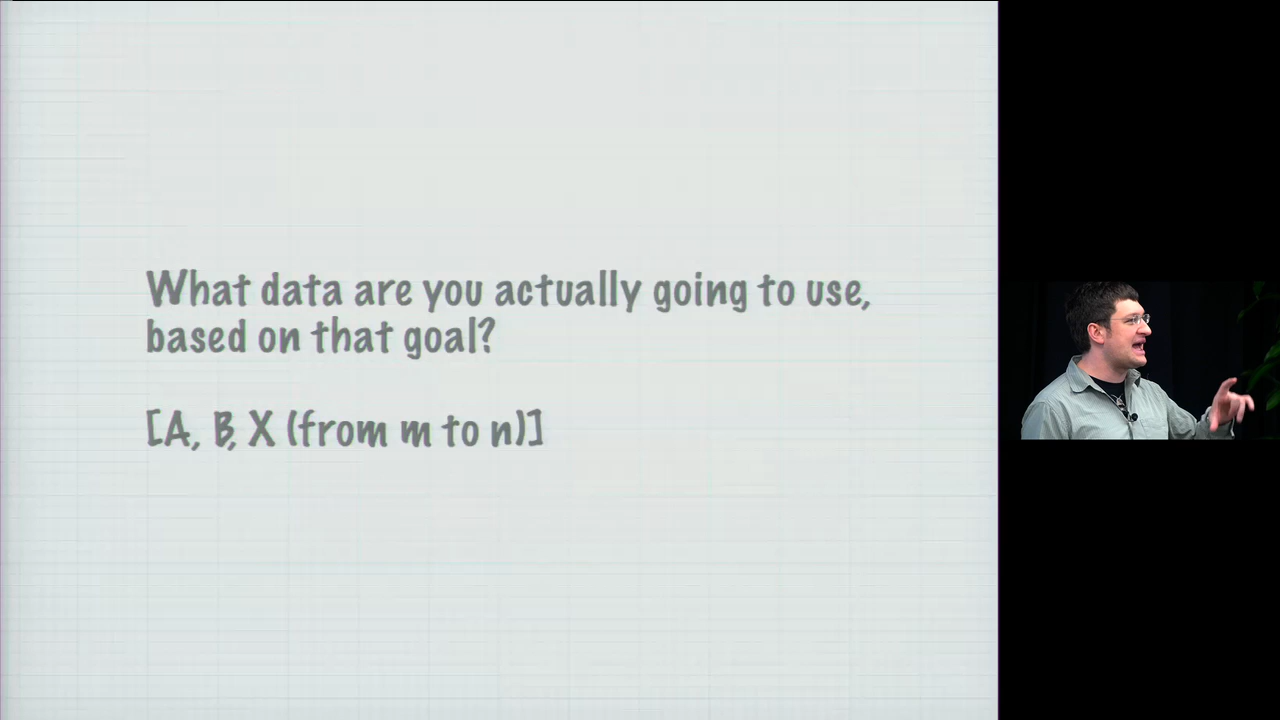 What data are you actually going to use,
based on that goal?
[A, B, X (from m to n)]